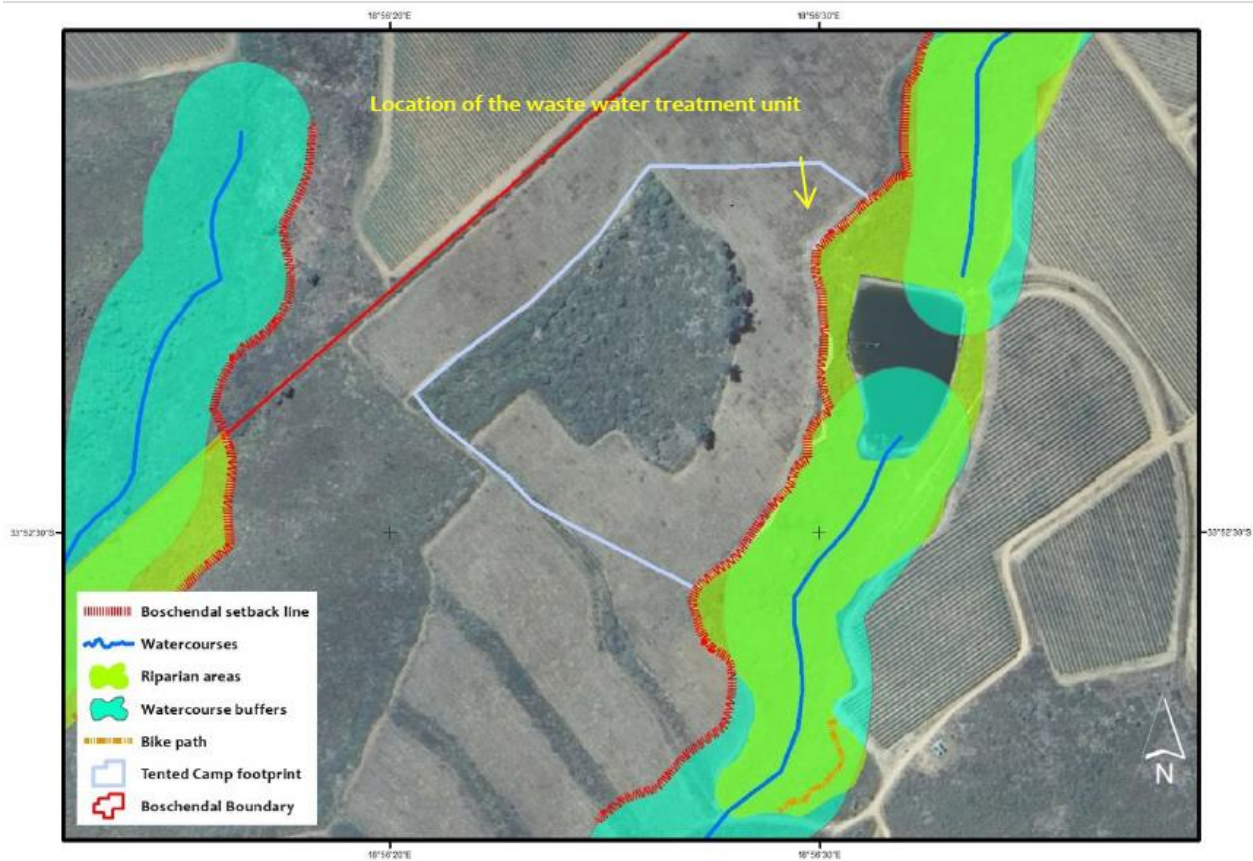 18°56'20"E
18°56'30"E
Location of the waste water treatment unit
33°52'30"S
33°52'30"S
Boschendal setback line
Watercourses
Riparian areas
Watercourse buffers
Bike path
Tented Camp footprint
Boschendal Boundary
N
18°56'20"E
18°56'30"E